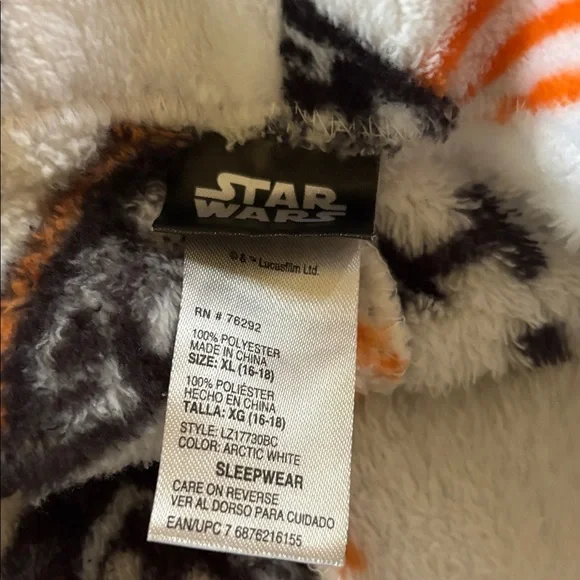 STAR
WARS
© & ™ Lucasfilm Ltd.
RN # 76292
100% POLYESTER
MADE IN CHINA
SIZE: XL (16-18)
100% POLIÉSTER
HECHO EN CHINA
TALLA: XG (16-18)
STYLE: LZ17730BC
COLOR: ARCTIC WHITE
SLEEPWEAR
CARE ON REVERSE
VER AL DORSO PARA CUIDADO
EAN/UPC 7 6876216155